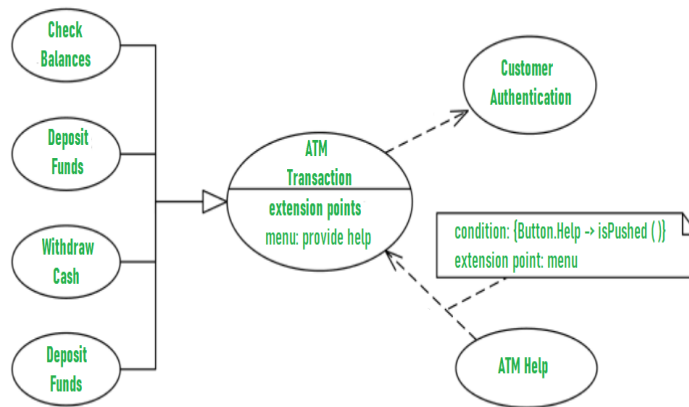 Check
Balances
Deposit
Funds
Withdraw
Cash
Deposit
Funds
ATM
Transaction
extension points
menu: provide help
Customer
Authentication
condition: {Button.Help -> isPushed ( )}
extension point: menu
ATM Help